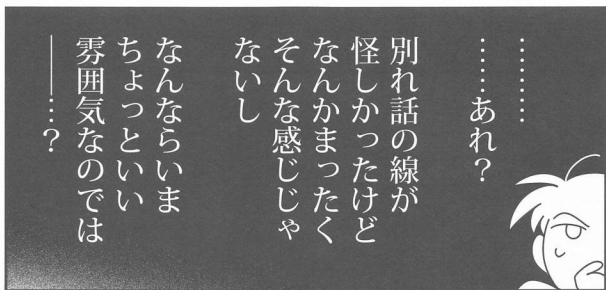 ………
……あれ？
別れ話の線が
怪しかったけど
なんかまったく
そんな感じじゃ
ないし
なんならいま
ちょっといい
雰囲気なのでは
――…？